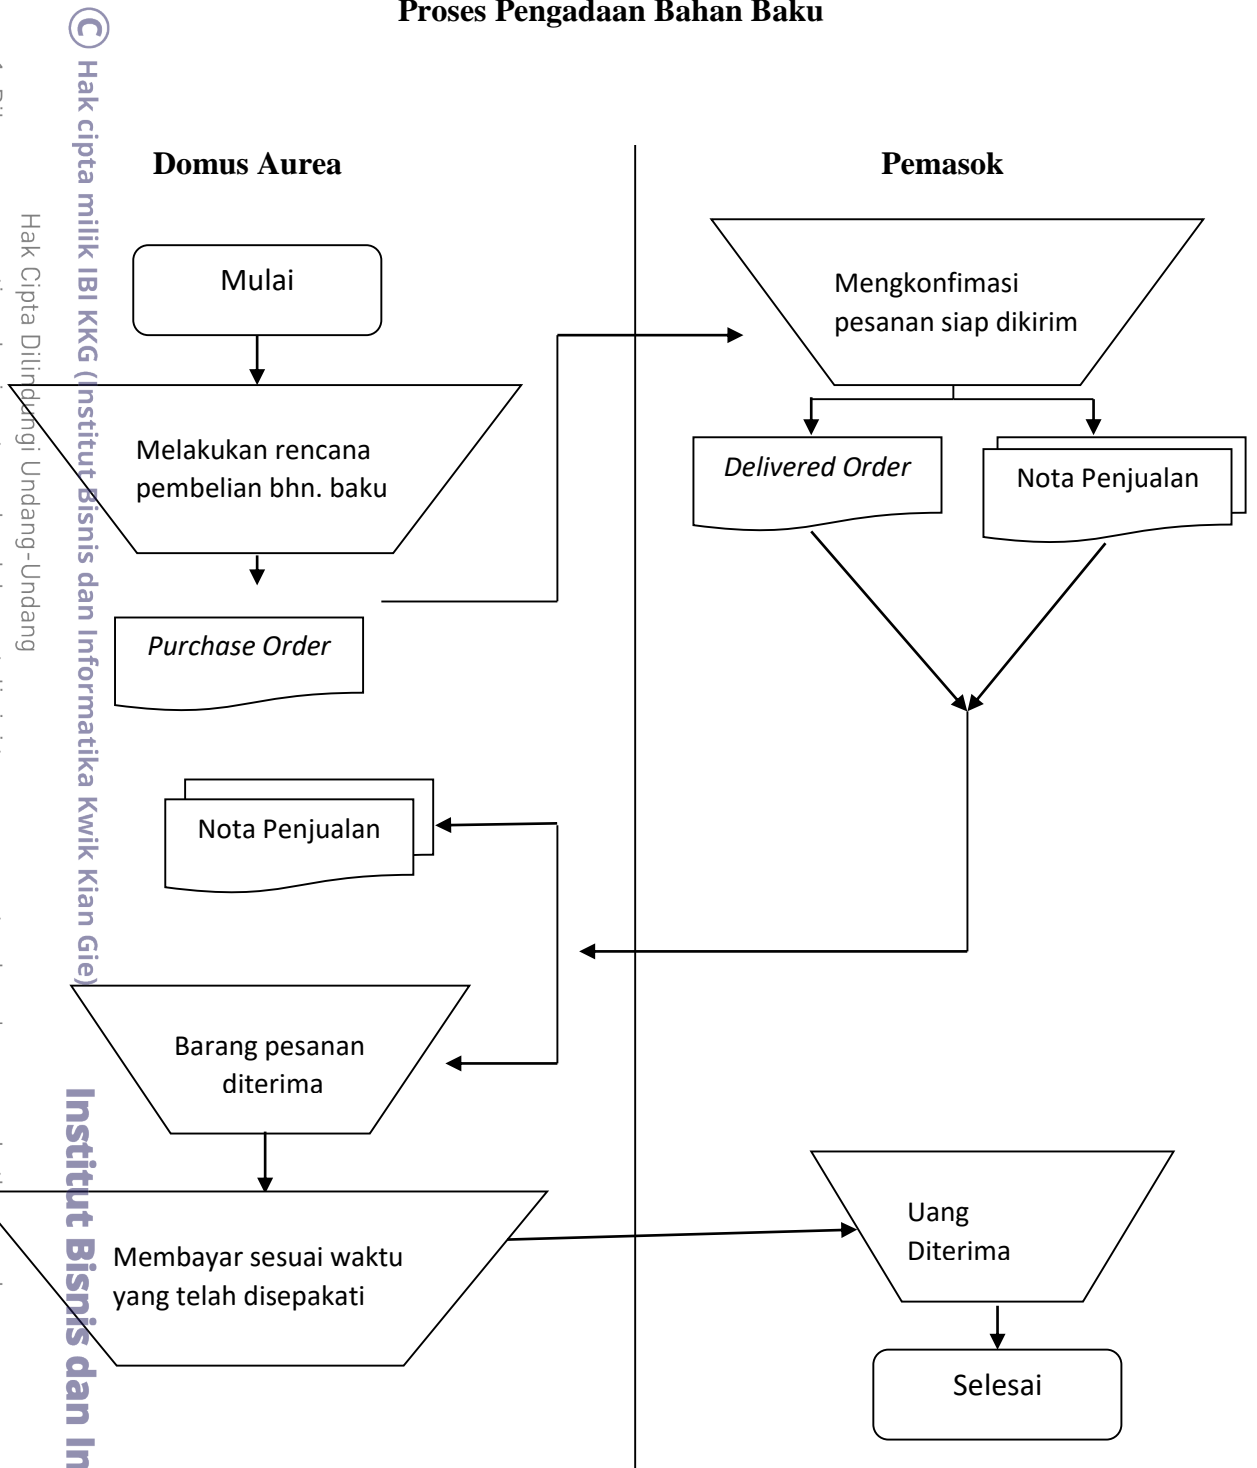 Proses Pengadaan Bahan Baku
Domus Aurea
Pemasok
Mulai
Mengkonfimasi
pesanan siap dikirim
Melakukan rencana
pembelian bhn. baku
Delivered Order
Nota Penjualan
Purchase Order
Nota Penjualan
Barang pesanan
diterima
Membayar sesuai waktu
yang telah disepakati
Uang
Diterima
Selesai
© Hak cipta milik IBI KKG (Institut Bisnis dan Informatika Kwik Kian Gie)
Hak Cipta Dilindungi Undang-Undang
Institut Bisnis dan In